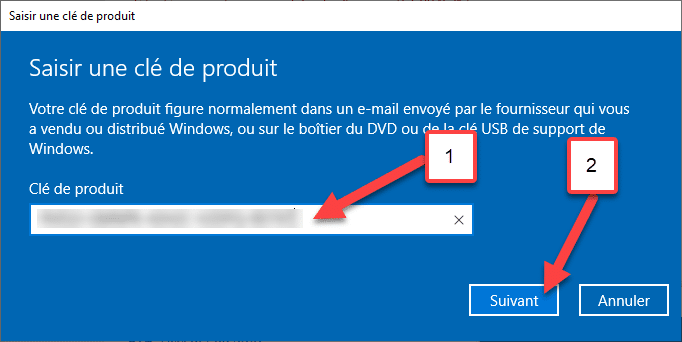 Saisir une clé de produit
Saisir une clé de produit
Votre clé de produit figure normalement dans un e-mail envoyé par le fournisseur qui vous
a vendu ou distribué Windows, ou sur le boîtier du DVD ou de la clé USB de support de
Windows.
1
2
Clé de produit
Suivant
Annuler